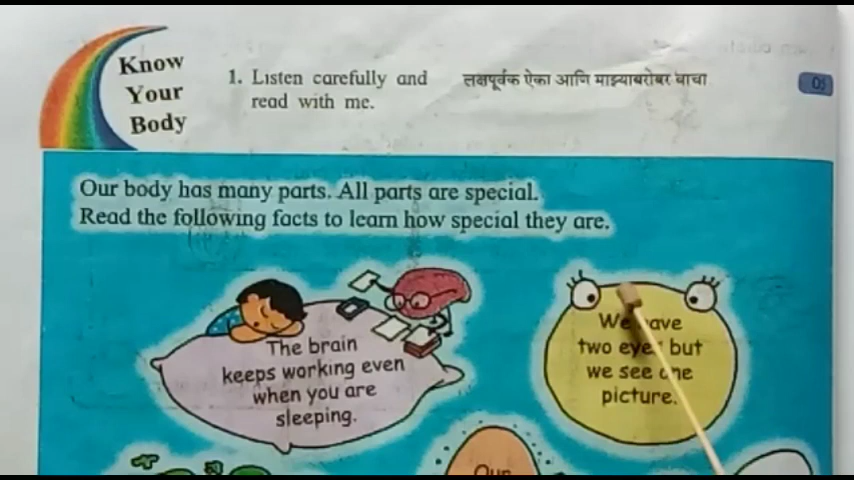 Know
Your
Body
1. Listen carefully and
read with me.
लक्षपूर्वक ऐका आणि माझ्याबरोबर वाचा
Our body has many parts. All parts are special.
Read the following facts to learn how special they are.
The brain
keeps working even
when you are
sleeping.
We have
two eyes but
we see one
picture.
Our